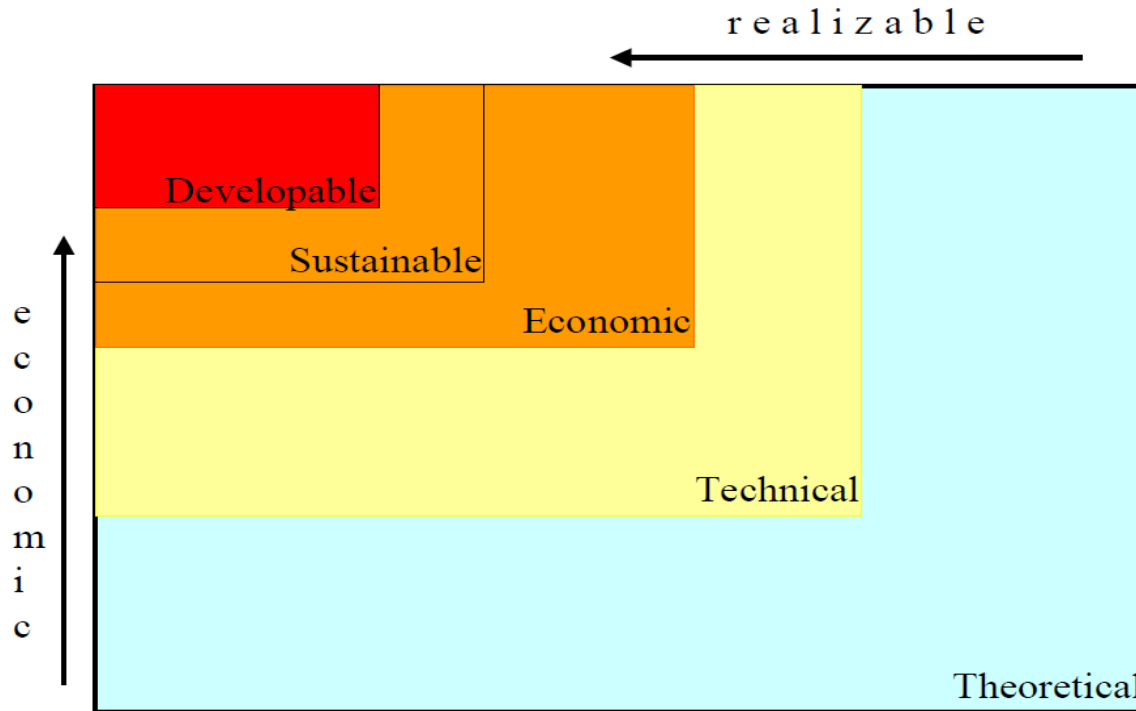 realizable
Developable
Sustainable
Economic
Technical
Theoretical
economic